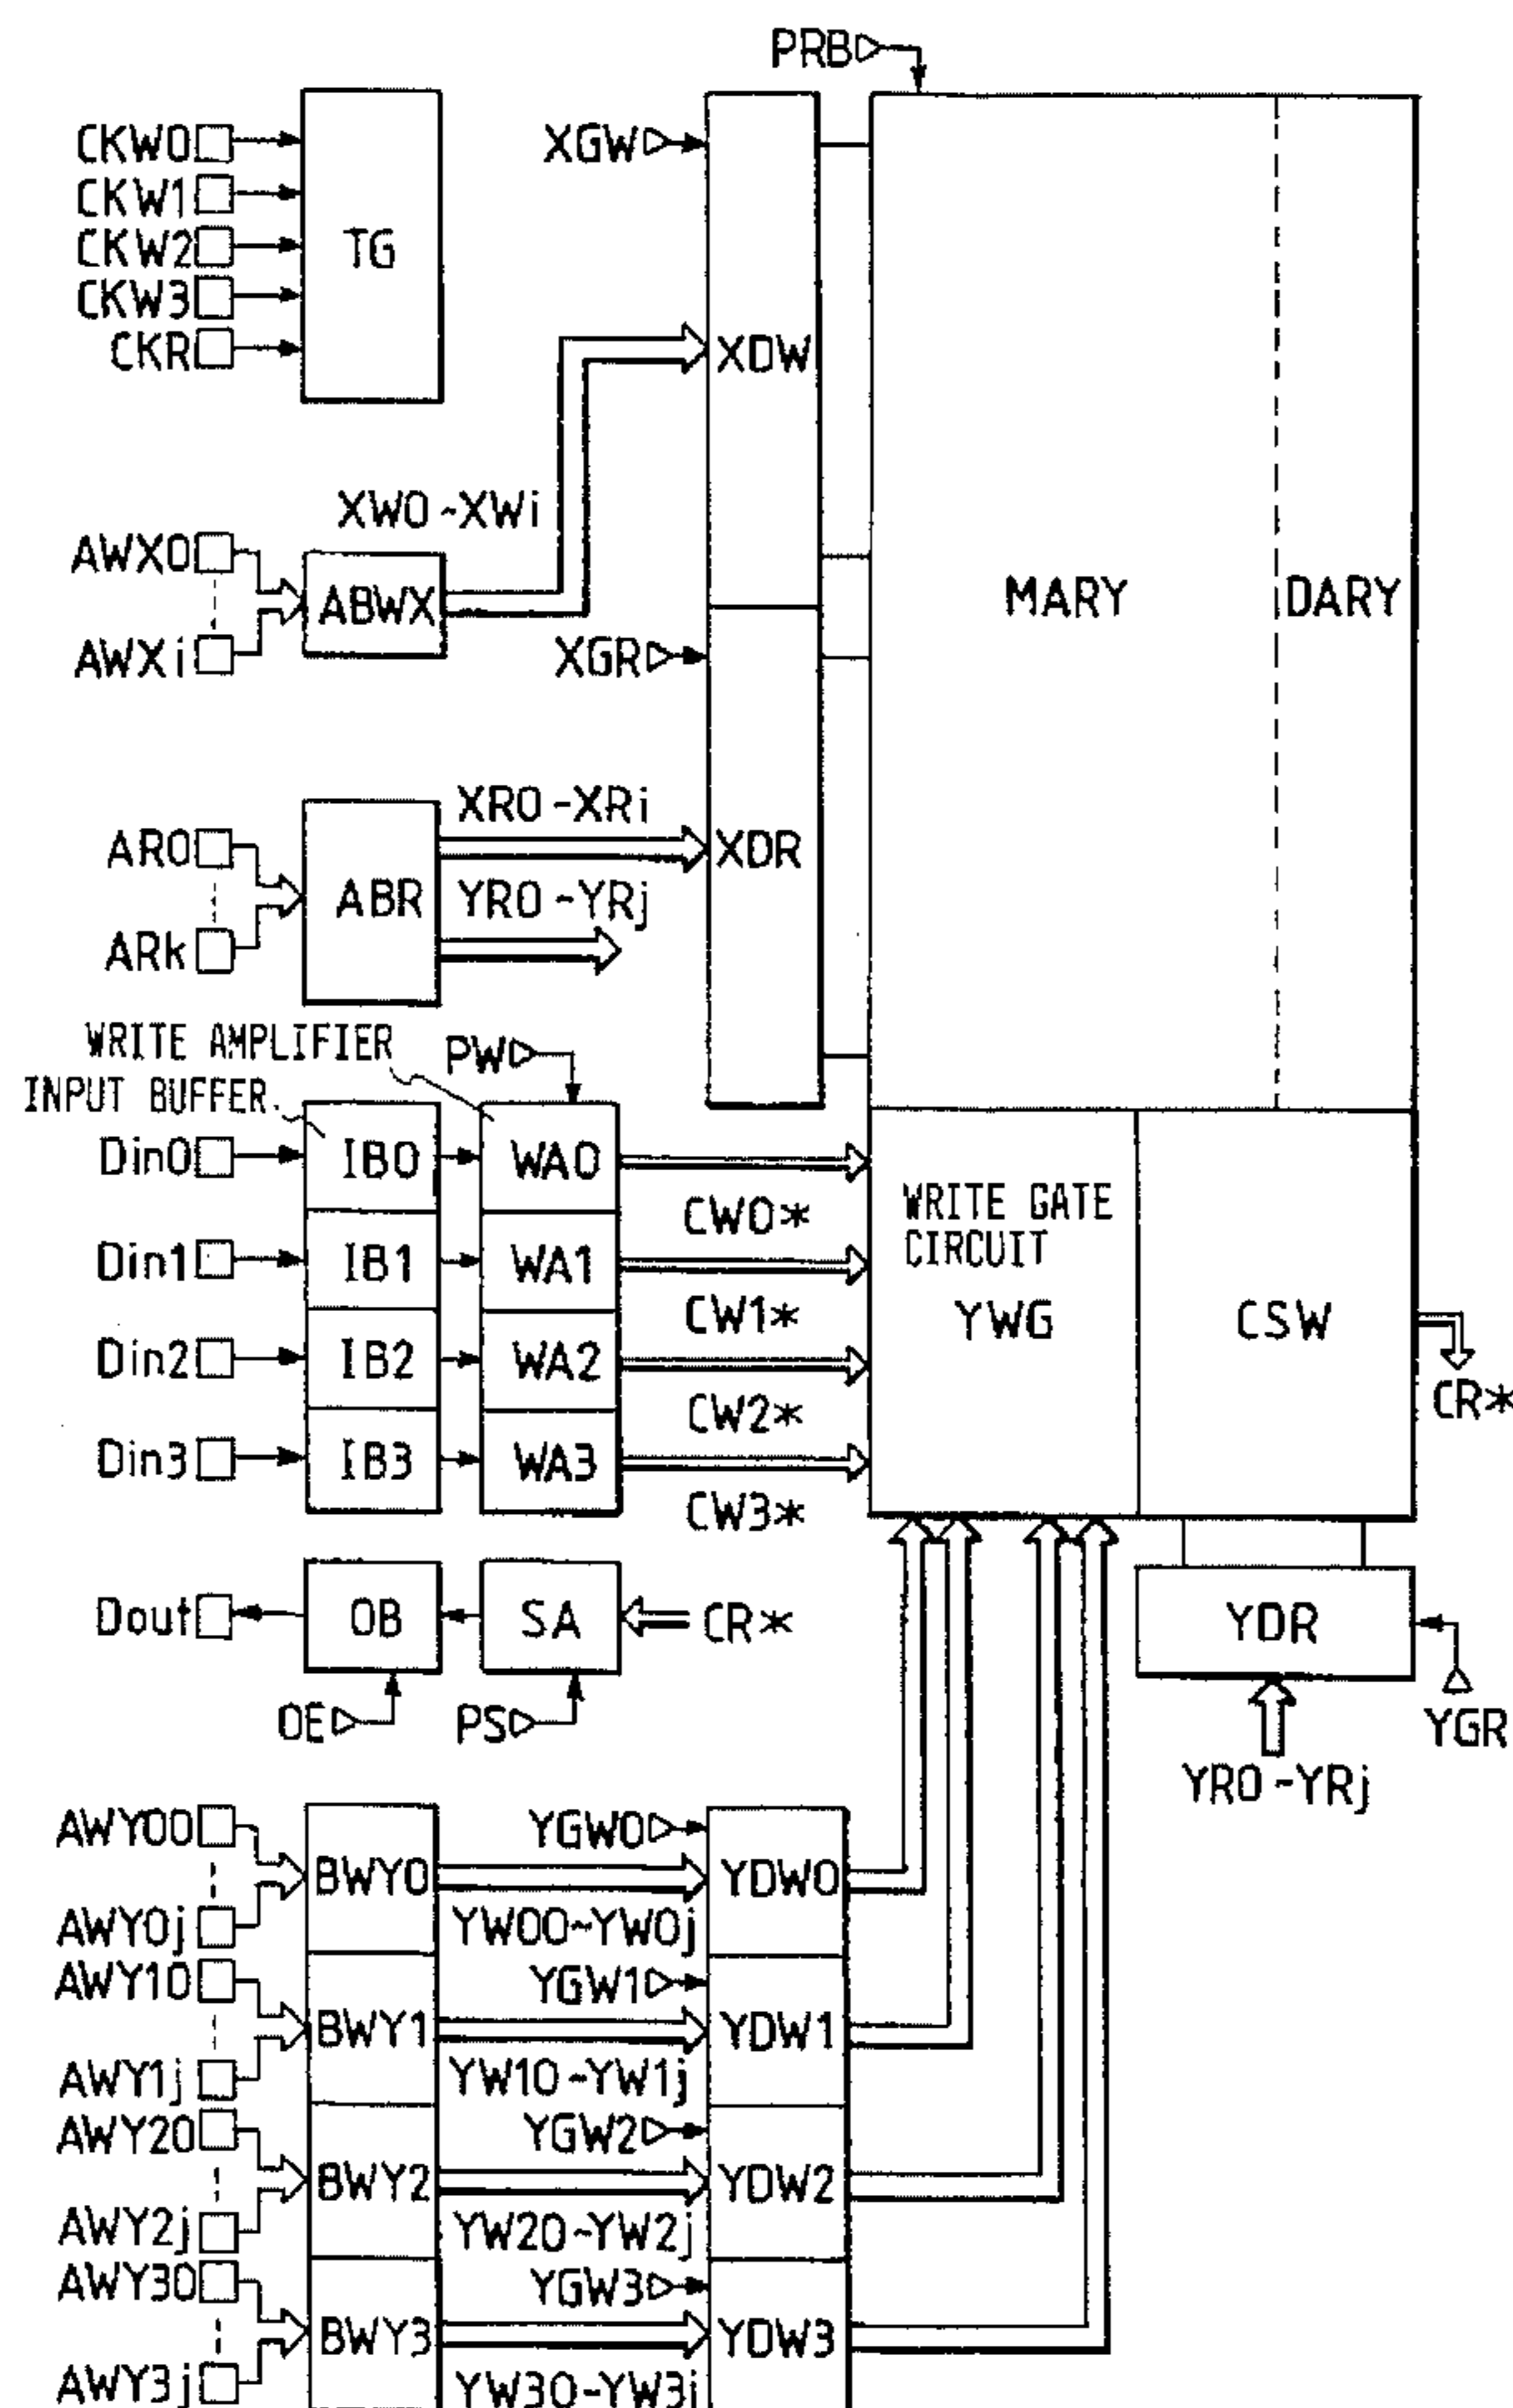 PRB
CKW0
CKW1
CKW2
CKW3
CKR
TG
XGW
XDW
XW0~XWi
AWX0
AWXi
ABWX
XGR
MARY
DARY
AR0
ARk
ABR
XR0-XRi
YR0-YRj
XDR
WRITE AMPLIFIER
INPUT BUFFER
PW
Din0
IB0
WA0
CW0*
Din1
IB1
WA1
CW1*
Din2
IB2
WA2
CW2*
Din3
IB3
WA3
CW3*
WRITE GATE
CIRCUIT
YWG
CSW
CR*
Dout
OB
SA
CR*
OE
PS
YDR
YGR
YR0-YRj
AWY00
AWY0j
BWY0
YGW0
YW00~YW0j
YDW0
AWY10
AWY1j
BWY1
YGW1
YW10~YW1j
YDW1
AWY20
AWY2j
BWY2
YGW2
YW20~YW2j
YDW2
AWY30
AWY3j
BWY3
YGW3
YW30~YW3j
YDW3